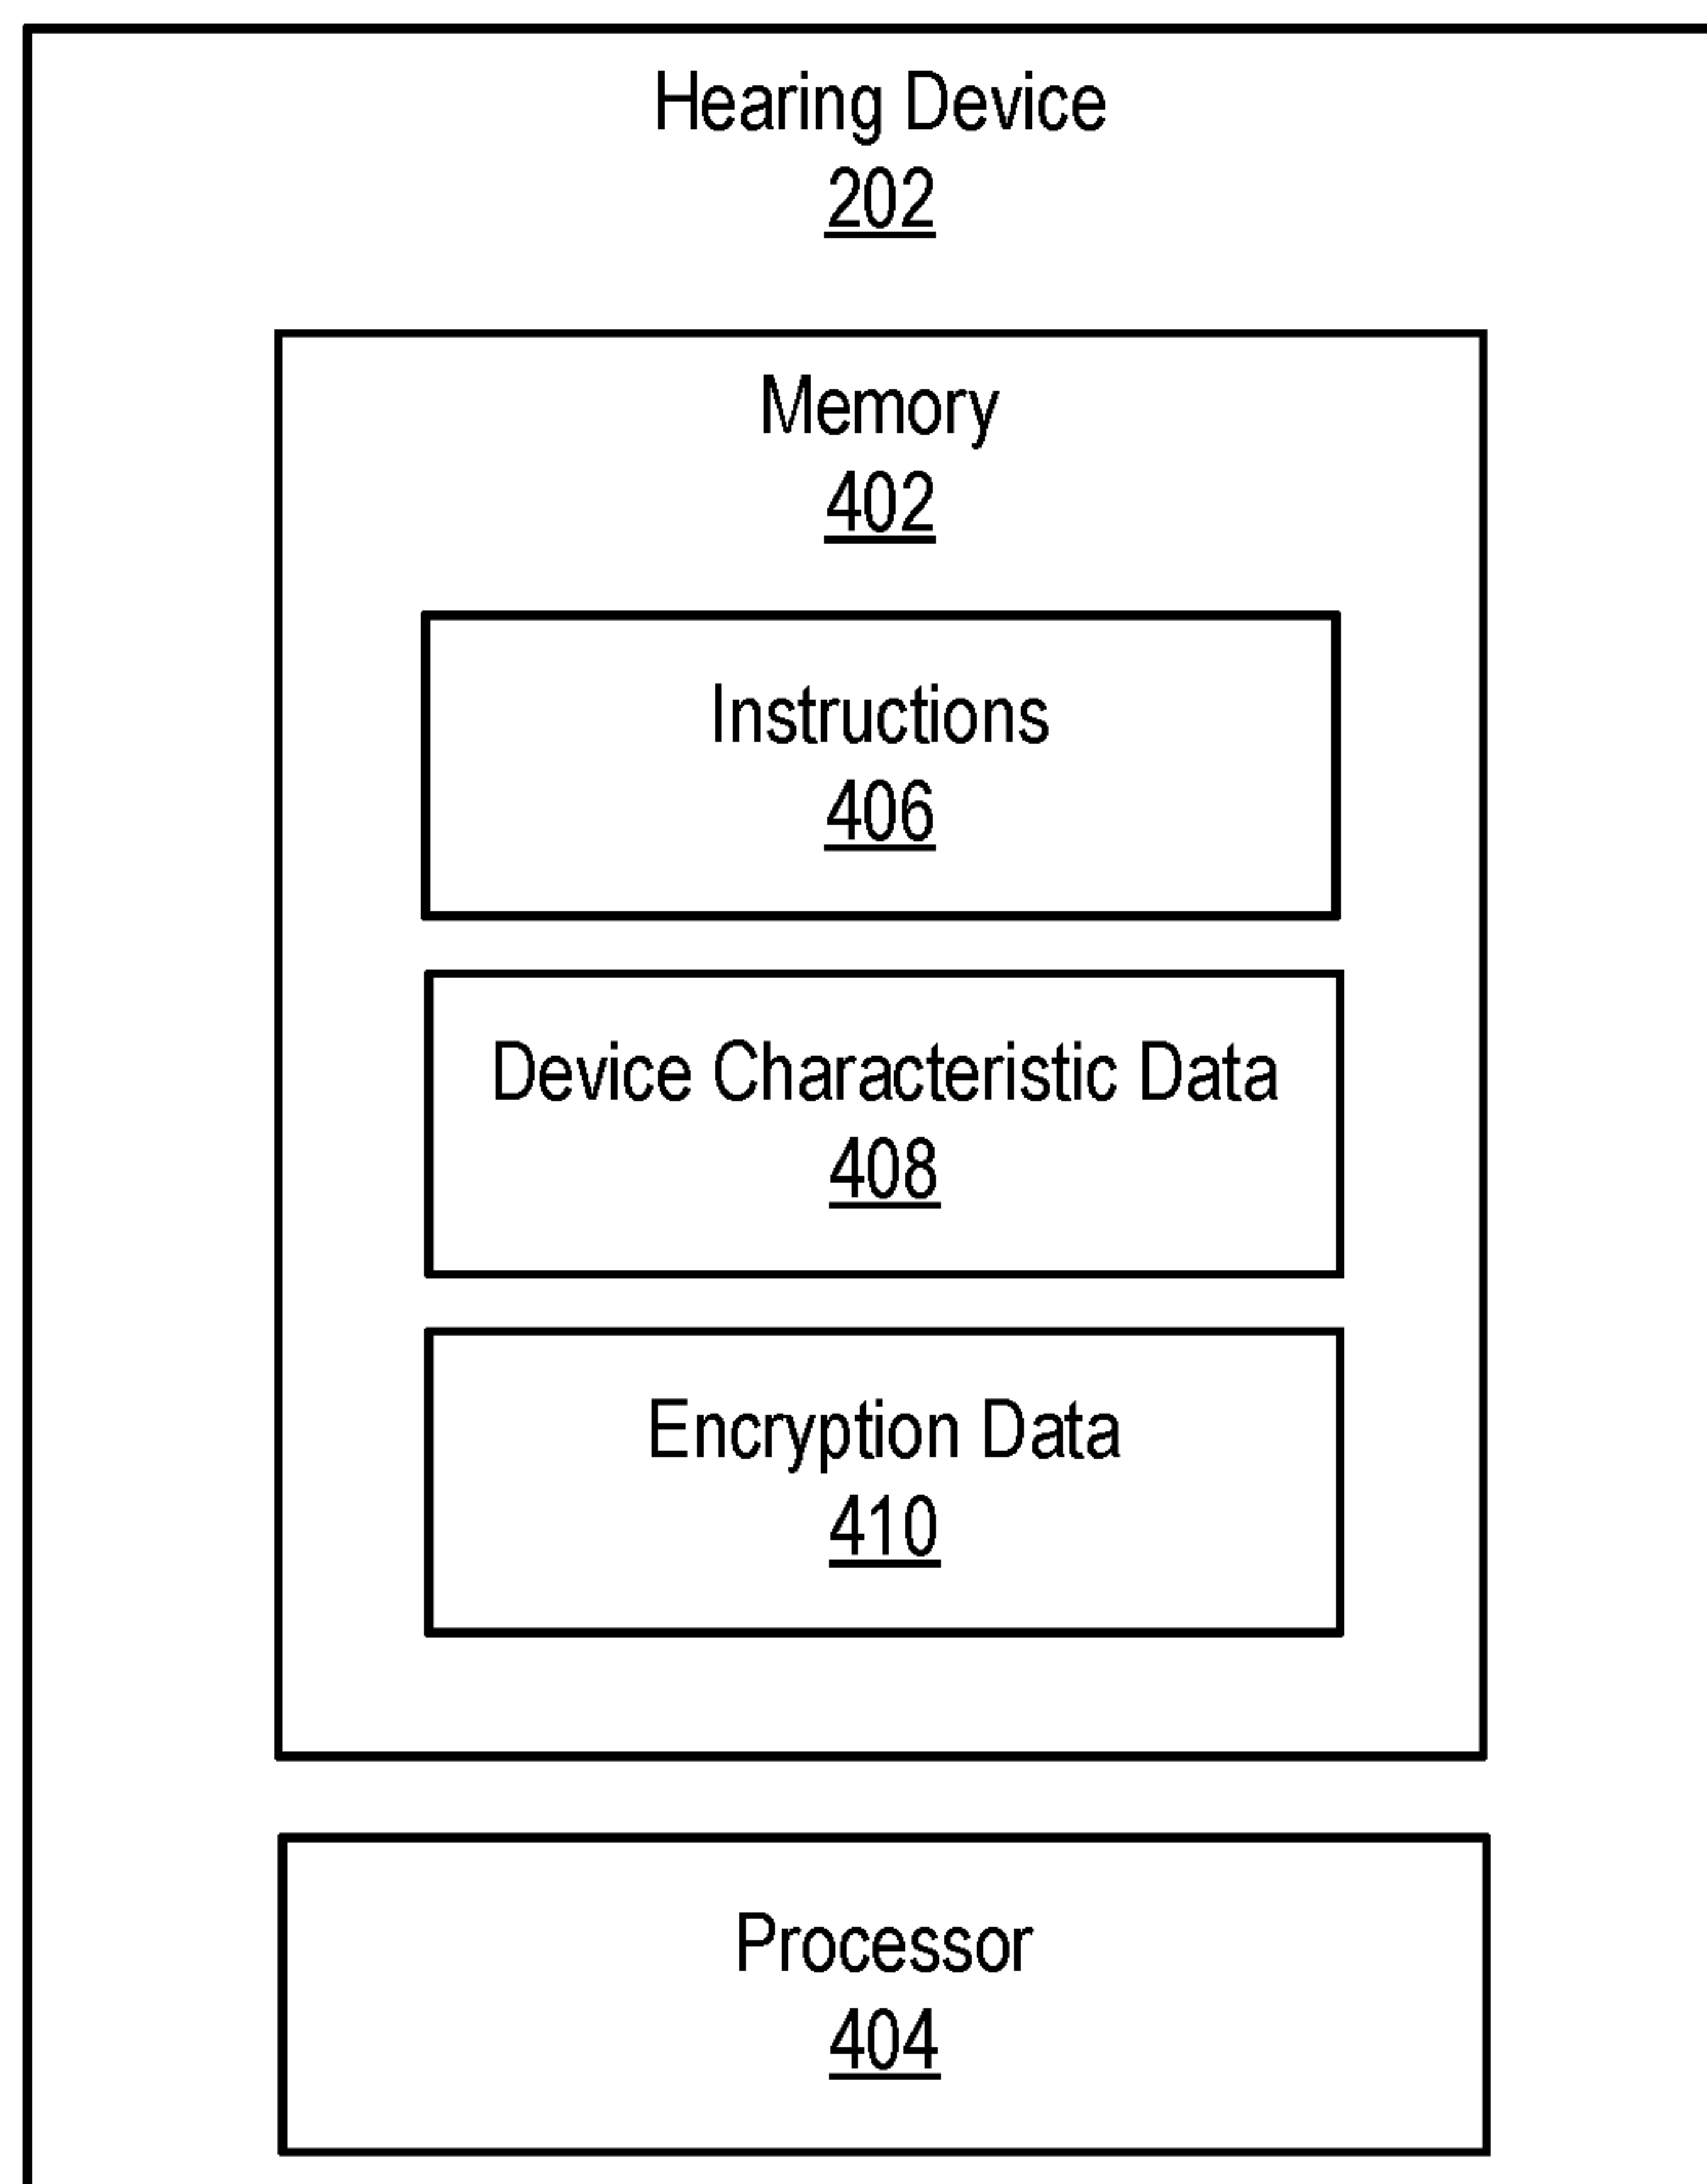 Hearing Device
202
Memory
402
Instructions
406
Device Characteristic Data
408
Encryption Data
410
Processor
404